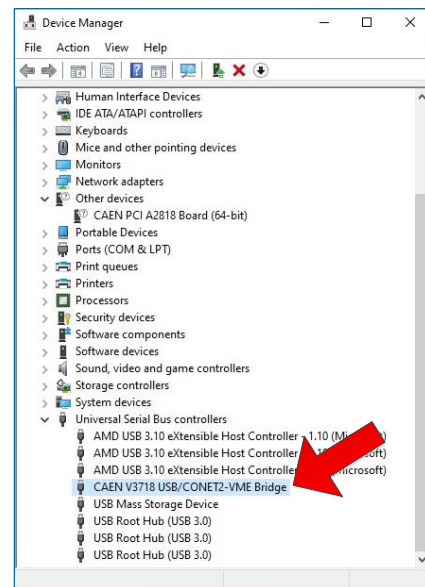 Device Manager
File Action View Help
Human Interface Devices
IDE ATA/ATAPI controllers
Keyboards
Mice and other pointing devices
Monitors
Network adapters
Other devices
CAEN PCI A2818 Board (64-bit)
Portable Devices
Ports (COM & LPT)
Print queues
Printers
Processors
Security devices
Software components
Software devices
Sound, video and game controllers
Storage controllers
System devices
Universal Serial Bus controllers
AMD USB 3.10 eXtensible Host Controller - 1.10 (Microsoft)
AMD USB 3.10 eXtensible Host Controller
AMD USB 3.10 eXtensible Host Controller
CAEN V3718 USB/CONET2-VME Bridge
USB Mass Storage Device
USB Root Hub (USB 3.0)
USB Root Hub (USB 3.0)
USB Root Hub (USB 3.0)